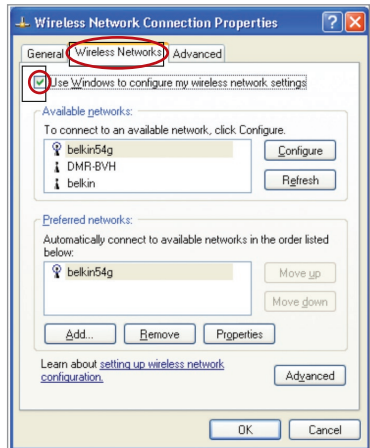 Wireless Network Connection Properties
General Wireless Networks Advanced
Use Windows to configure my wireless network settings
Available networks:
To connect to an available network, click Configure.
belkin54g
DMR-BVH
belkin
Configure
Refresh
Preferred networks:
Automatically connect to available networks in the order listed
below:
belkin54g
Move up
Move down
Add... Remove Properties
Learn about setting up wireless network
configuration.
Advanced
OK Cancel